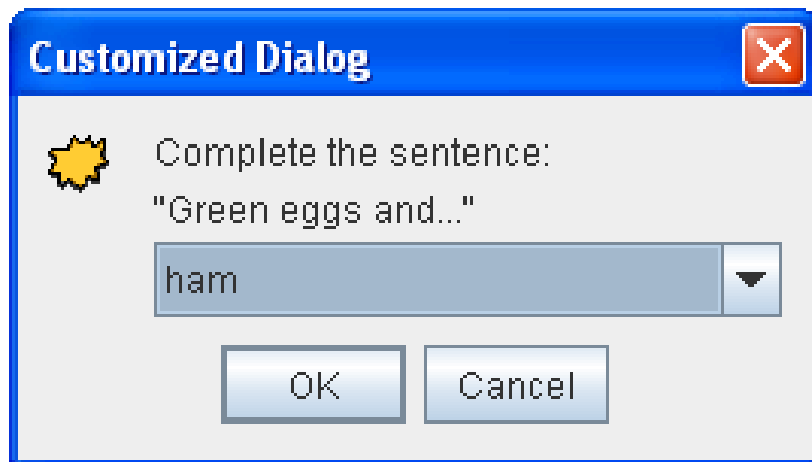 Customized Dialog
Complete the sentence:
"Green eggs and..."
ham
OK Cancel